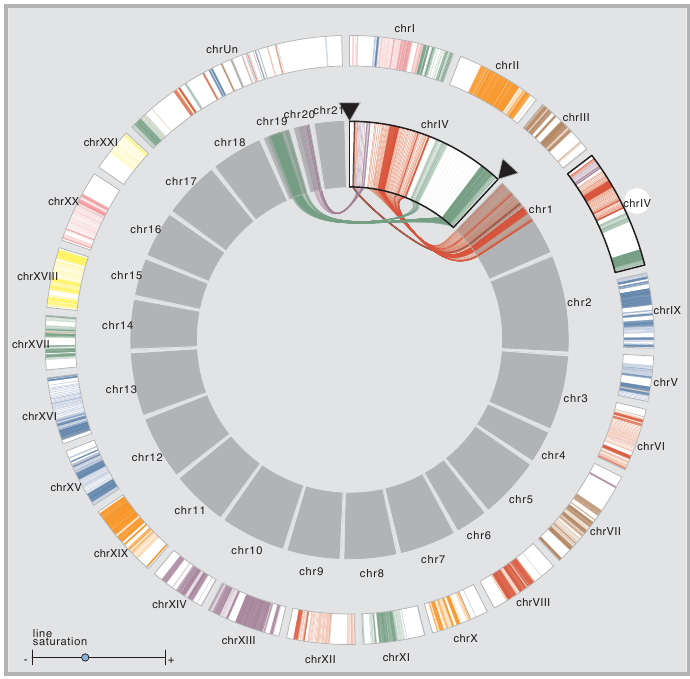 chrI
chrII
chrIII
chrIV
chrIX
chrV
chrVI
chrVII
chrVIII
chrX
chrXI
chrXII
chrXIII
chrXIV
chrXIX
chrXV
chrXVI
chrXVII
chrXVIII
chrXX
chrXXI
chrUn
chrIV
chr1
chr2
chr3
chr4
chr5
chr6
chr7
chr8
chr9
chr10
chr11
chr12
chr13
chr14
chr15
chr16
chr17
chr18
chr19
chr20
chr21
line
saturation
- +